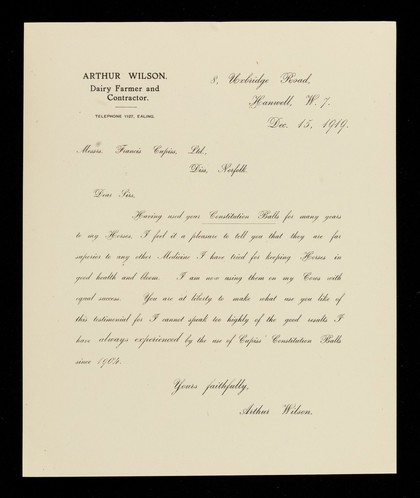 ARTHUR WILSON.
Dairy Farmer and
Contractor.
TELEPHONE 1127, EALING.
8, Uxbridge Road,
Hanwell, W. 7.
Dec. 15, 1919.
Messrs. Francis Cupiss, Ltd.,
Diss, Norfolk.
Dear Sirs,
Having used your Constitution Balls for many years
to my Horses, I feel it a pleasure to tell you that they are far
superior to any other Medicine I have tried for keeping Horses in
good health and bloom. I am now using them on my Cows with
equal success. You are at liberty to make what use you like of
this testimonial for I cannot speak too highly of the good results I
have always experienced by the use of Cupiss' Constitution Balls
since 1904.
Yours faithfully,
Arthur Wilson.